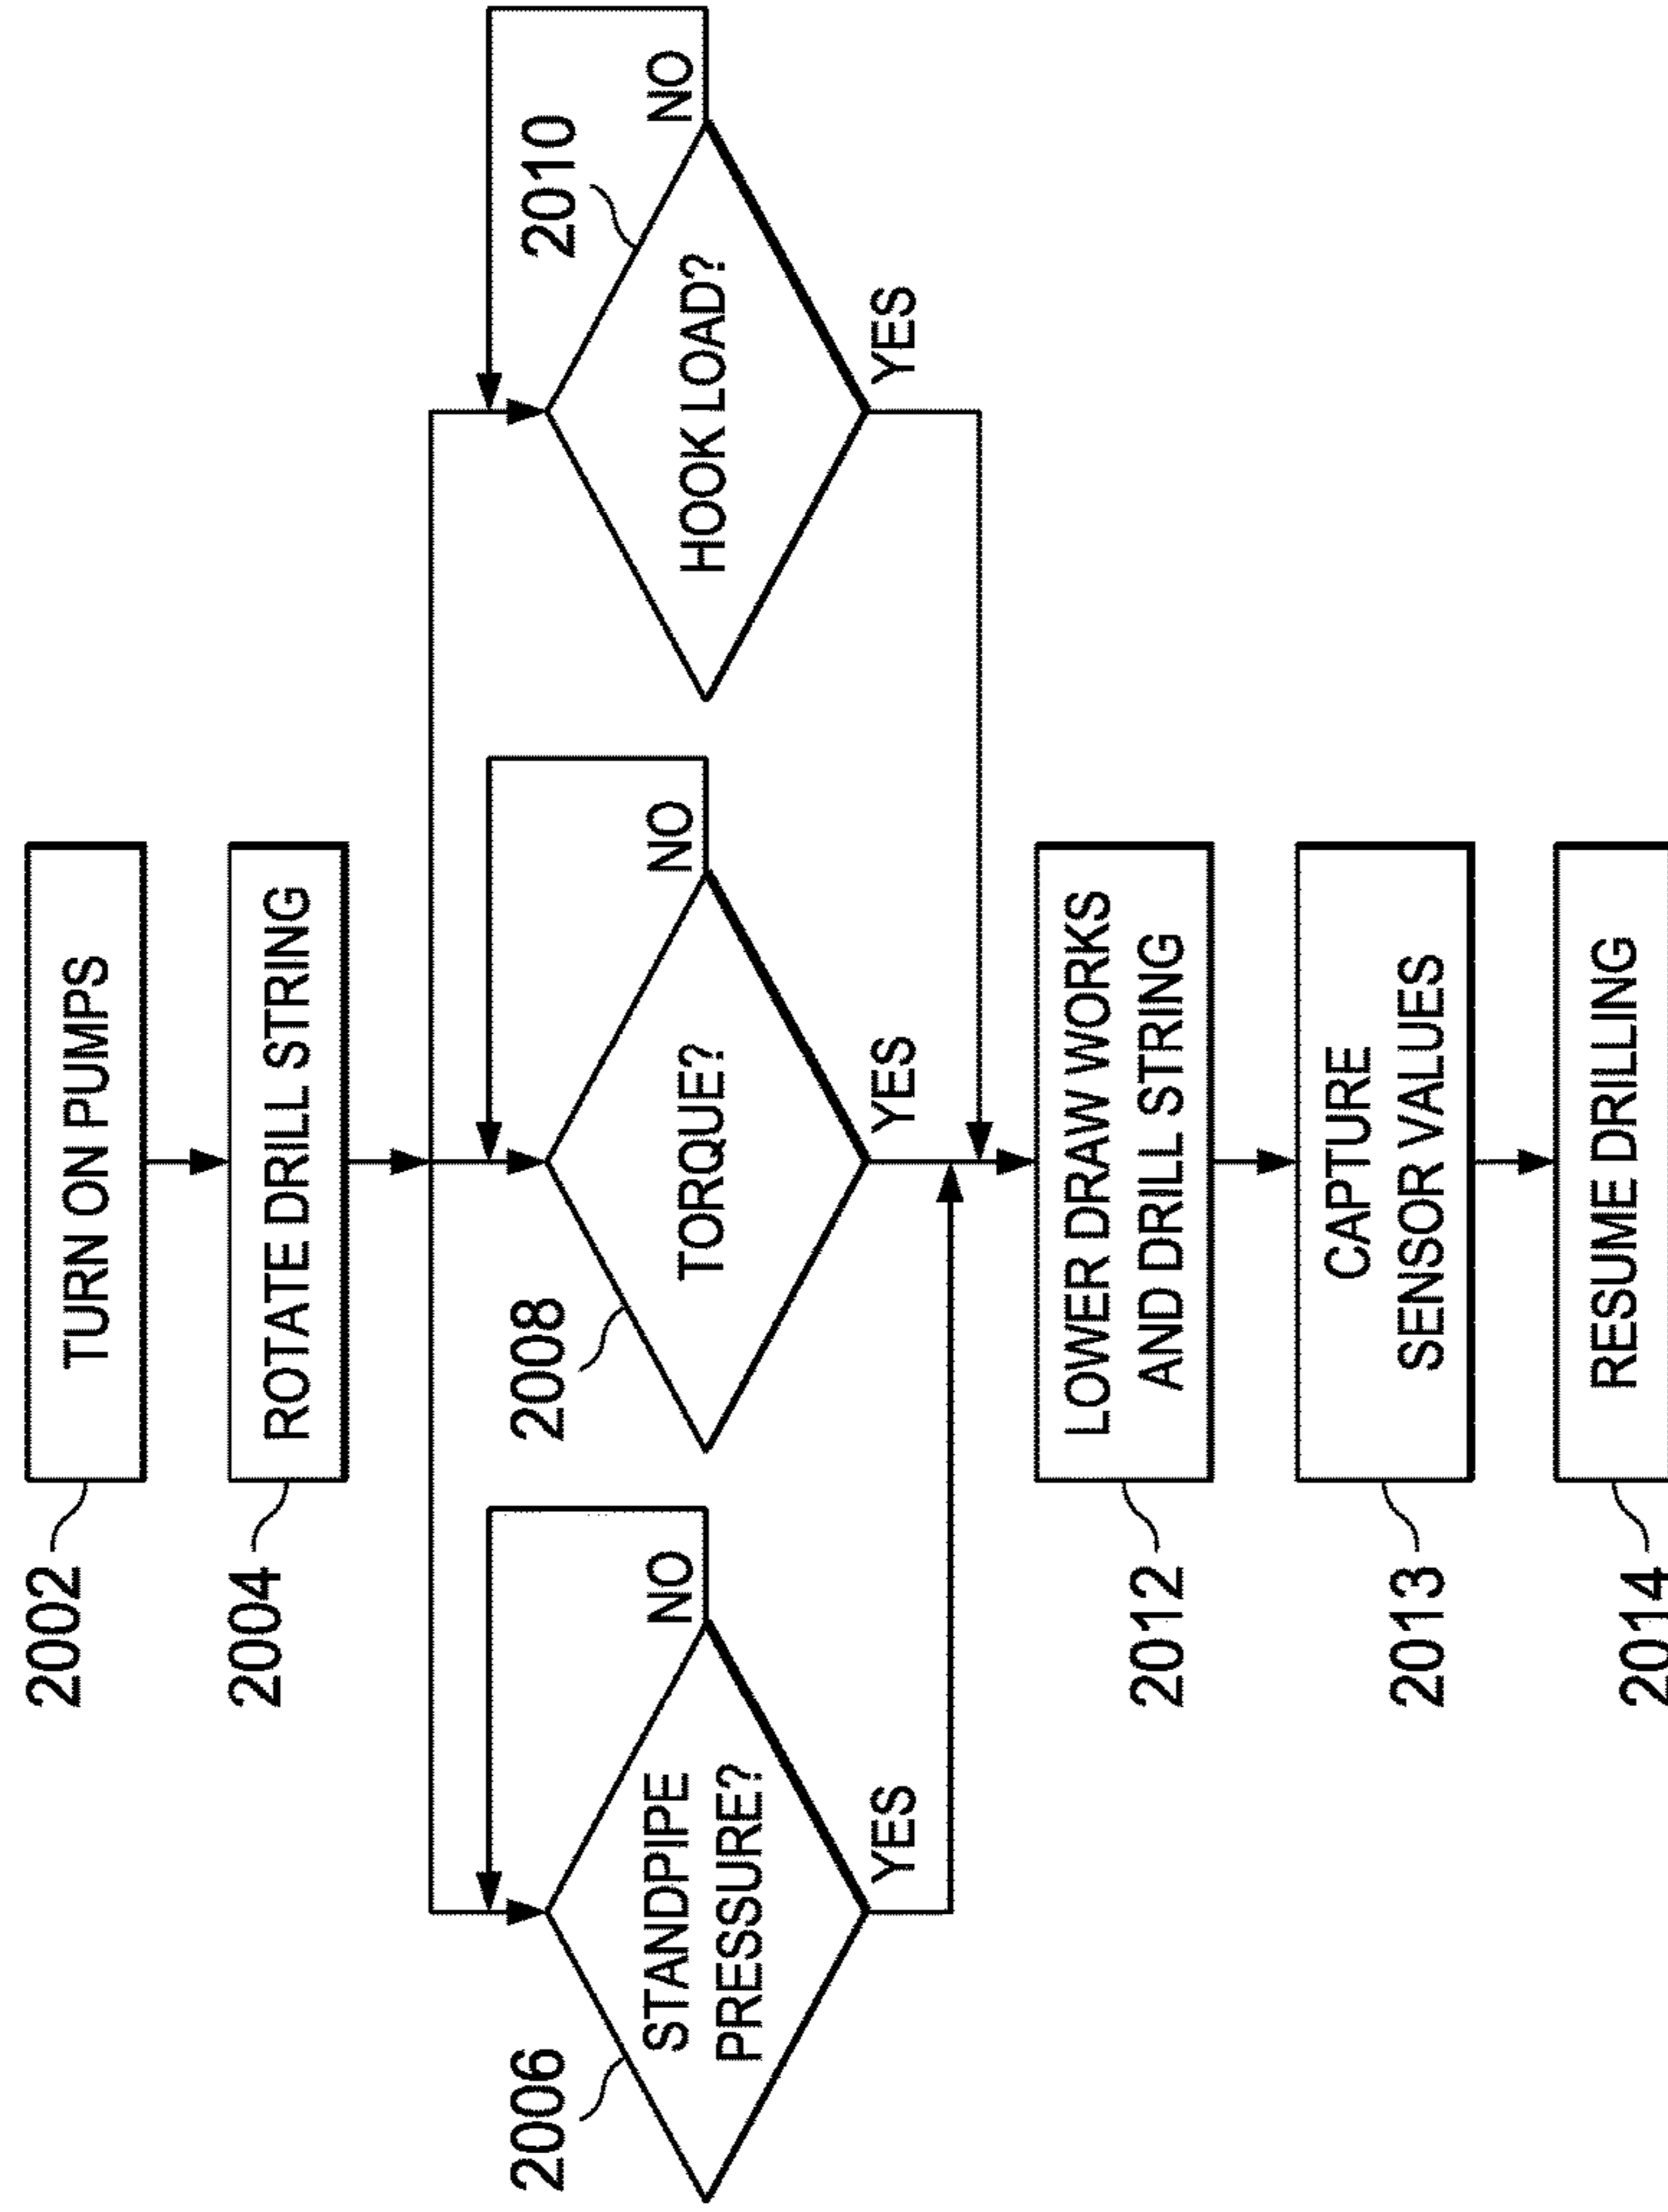 2002
TURN ON PUMPS
2004
ROTATE DRILL STRING
2006
STANDPIPE
PRESSURE?
NO
YES
2008
TORQUE?
NO
YES
2010
HOOK LOAD?
NO
YES
2012
LOWER DRAW WORKS
AND DRILL STRING
2013
CAPTURE
SENSOR VALUES
2014
RESUME DRILLING